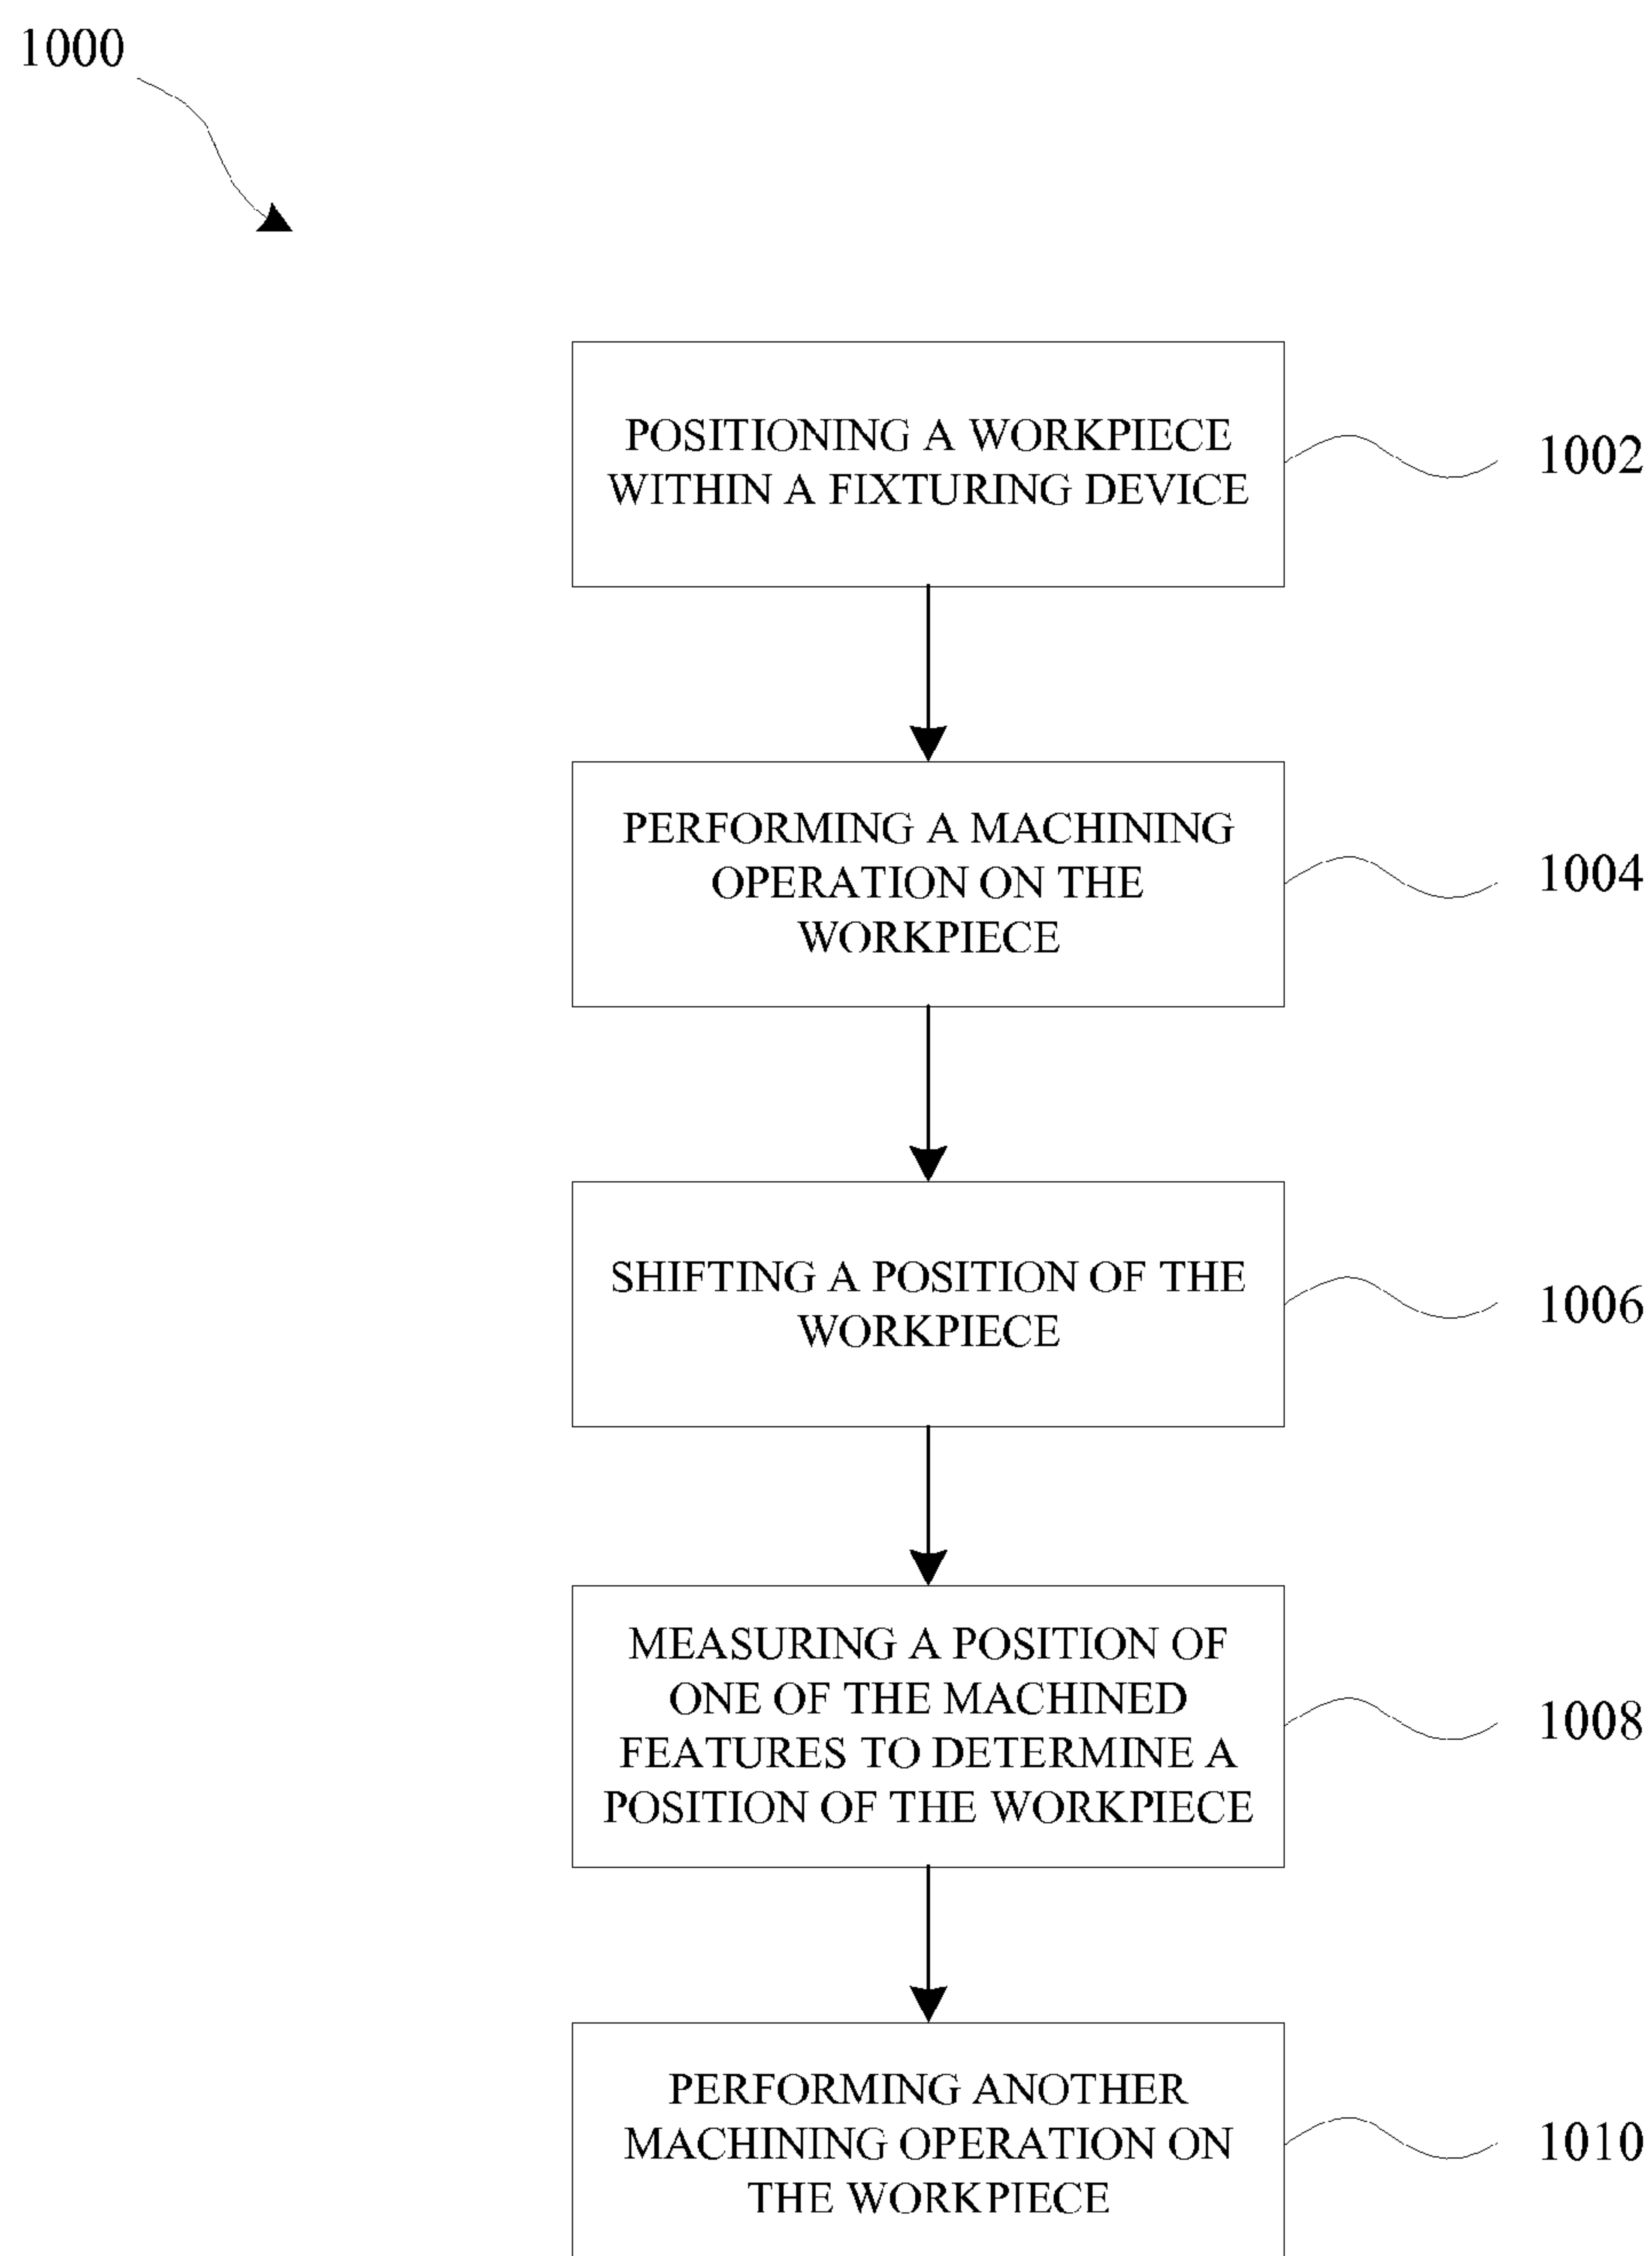 1000
POSITIONING A WORKPIECE
WITHIN A FIXTURING DEVICE
1002
PERFORMING A MACHINING
OPERATION ON THE
WORKPIECE
1004
SHIFTING A POSITION OF THE
WORKPIECE
1006
MEASURING A POSITION OF
ONE OF THE MACHINED
FEATURES TO DETERMINE A
POSITION OF THE WORKPIECE
1008
PERFORMING ANOTHER
MACHINING OPERATION ON
THE WORKPIECE
1010